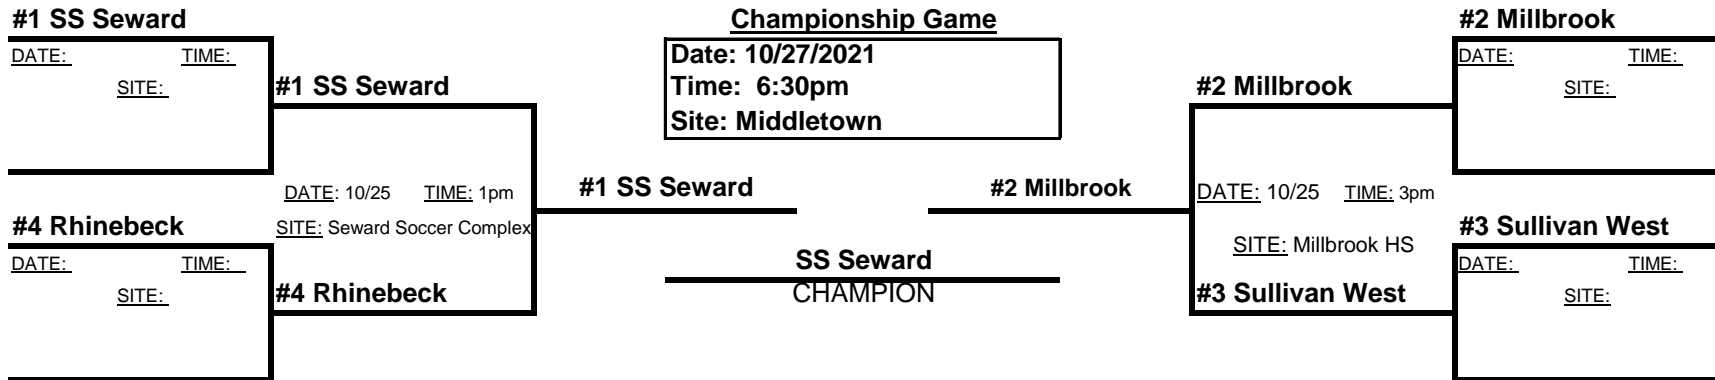 #1 SS Seward
DATE: TIME:
SITE:
#1 SS Seward
DATE: 10/25 TIME: 1pm
SITE: Seward Soccer Complex
#4 Rhinebeck
DATE: TIME:
SITE:
#4 Rhinebeck
#1 SS Seward
Championship Game
Date: 10/27/2021
Time: 6:30pm
Site: Middletown
SS Seward
CHAMPION
#2 Millbrook
#2 Millbrook
DATE: 10/25 TIME: 3pm
SITE: Millbrook HS
#3 Sullivan West
#2 Millbrook
DATE: TIME:
SITE:
#3 Sullivan West
DATE: TIME:
SITE: